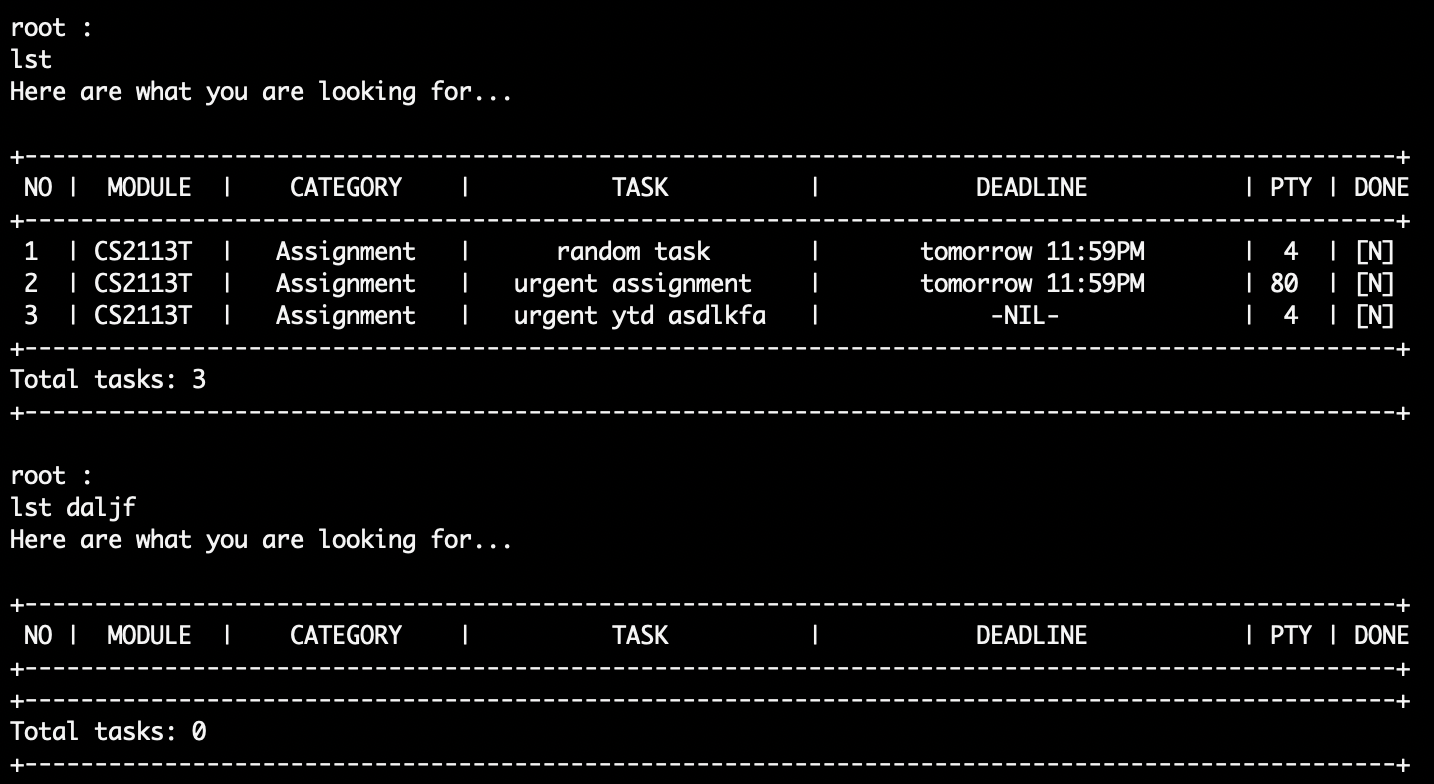 root :
lst
Here are what you are looking for...
+--------------------------------------------------------------------------------------------------+
NO | MODULE | CATEGORY | TASK | DEADLINE | PTY | DONE
+--------------------------------------------------------------------------------------------------+
1 | CS2113T | Assignment | random task | tomorrow 11:59PM | 4 | [N]
2 | CS2113T | Assignment | urgent assignment | tomorrow 11:59PM | 80 | [N]
3 | CS2113T | Assignment | urgent ytd asdlkfa | -NIL- | 4 | [N]
+--------------------------------------------------------------------------------------------------+
Total tasks: 3
+--------------------------------------------------------------------------------------------------+
root :
lst daljf
Here are what you are looking for...
+--------------------------------------------------------------------------------------------------+
NO | MODULE | CATEGORY | TASK | DEADLINE | PTY | DONE
+--------------------------------------------------------------------------------------------------+
+--------------------------------------------------------------------------------------------------+
Total tasks: 0
+--------------------------------------------------------------------------------------------------+